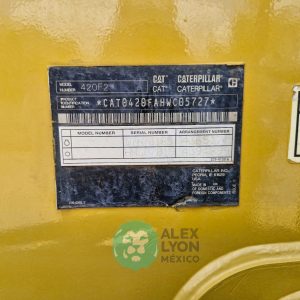 MODEL NUMBER 420F2 CAT CATERPILLAR
CAT CATERPILLAR
PRODUCT IDENTIFICATION NUMBER *CAT0420FAHWC05727*
MODEL NUMBER SERIAL NUMBER ARRANGEMENT NUMBER
CATERPILLAR INC.
PEORIA, IL 61629
MADE IN
OF DOMESTIC AND
FOREIGN COMPONENTS
ALEX
LYON
MÉXICO